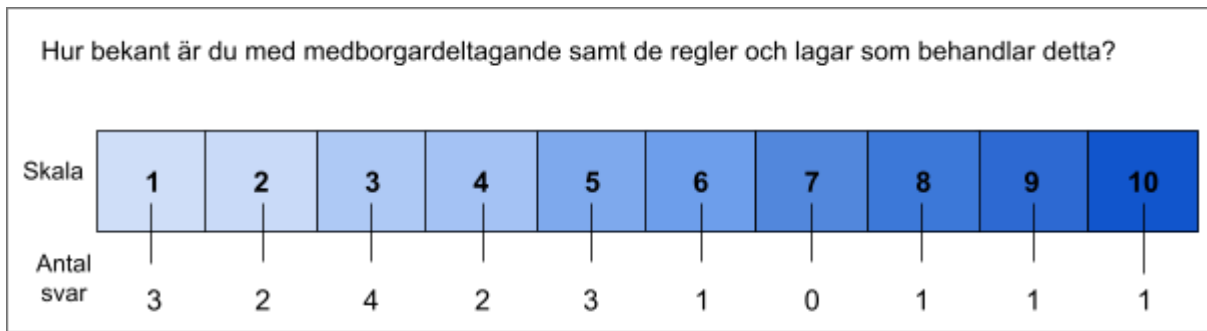 Hur bekant är du med medborgardeltagande samt de regler och lagar som behandlar detta?
Skala 1 2 3 4 5 6 7 8 9 10
Antal
svar 3 2 4 2 3 1 0 1 1 1